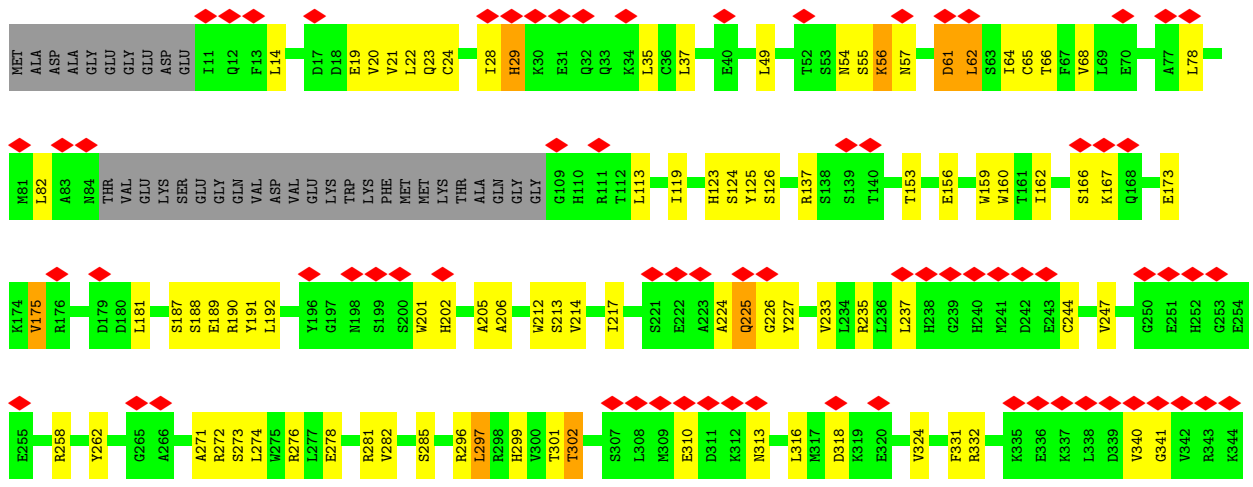 MET ALA ASP ALA ALA GLY GLU GLY GLU ASP GLU I11 Q12 F13 L14 D17 D18 E19 V20 V21 L22 Q23 C24 I28 H29 K30 E31 Q32 Q33 K34 L35 C36 L37 E40 L49 T52 S53 N54 S55 K56 N57 D61 L62 S63 I64 C65 T66 F67 V68 L69 E70 A77 L78
M81 L82 A83 N84 THR VAL GLU LYS SER GLU GLY GLN VAL ASP VAL GLU LYS TRP LYS PHE MET MET LYS THR ALA GLN GLY GLY G109 H110 R111 T112 L113 I119 H123 S124 Y125 S126 R137 S138 S139 T140 T153 E156 W159 W160 T161 I162 S166 K167 Q168 E173
K174 V175 R176 D179 D180 L181 S187 S188 E189 R190 Y191 L192 Y196 G197 N198 S199 S200 W201 H202 A205 A206 W212 S213 V214 I217 S221 E222 A223 A224 Q225 G226 Y227 V233 L234 R235 L236 L237 H238 G239 H240 M241 D242 E243 C244 V247 G250 E251 H252 G253 E254
E255 R258 Y262 G265 A266 A271 R272 S273 L274 W275 R276 L277 E278 R281 V282 S285 R296 L297 R298 H299 V300 T301 T302 S307 L308 M309 E310 D311 K312 N313 L316 M317 D318 K319 E320 V324 F331 R332 K335 E336 K337 L338 D339 V340 G341 V342 R343 K344